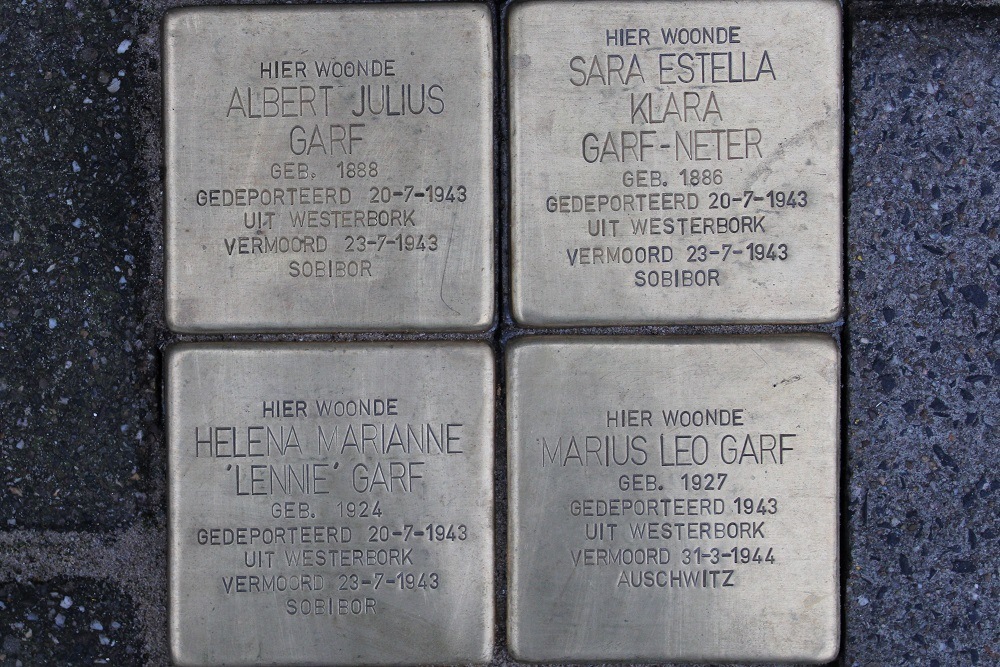 HIER WOONDE
ALBERT JULIUS
GARF
GEB. 1888
GEDEPORTEERD 20-7-1943
UIT WESTERBORK
VERMOORD 23-7-1943
SOBIBOR
HIER WOONDE
SARA ESTELLA
KLARA
GARF-NETER
GEB. 1886
GEDEPORTEERD 20-7-1943
UIT WESTERBORK
VERMOORD 23-7-1943
SOBIBOR
HIER WOONDE
HELENA MARIANNE
'LENNIE' GARF
GEB. 1924
GEDEPORTEERD 20-7-1943
UIT WESTERBORK
VERMOORD 23-7-1943
SOBIBOR
HIER WOONDE
MARIUS LEO GARF
GEB. 1927
GEDEPORTEERD 1943
UIT WESTERBORK
VERMOORD 31-3-1944
AUSCHWITZ